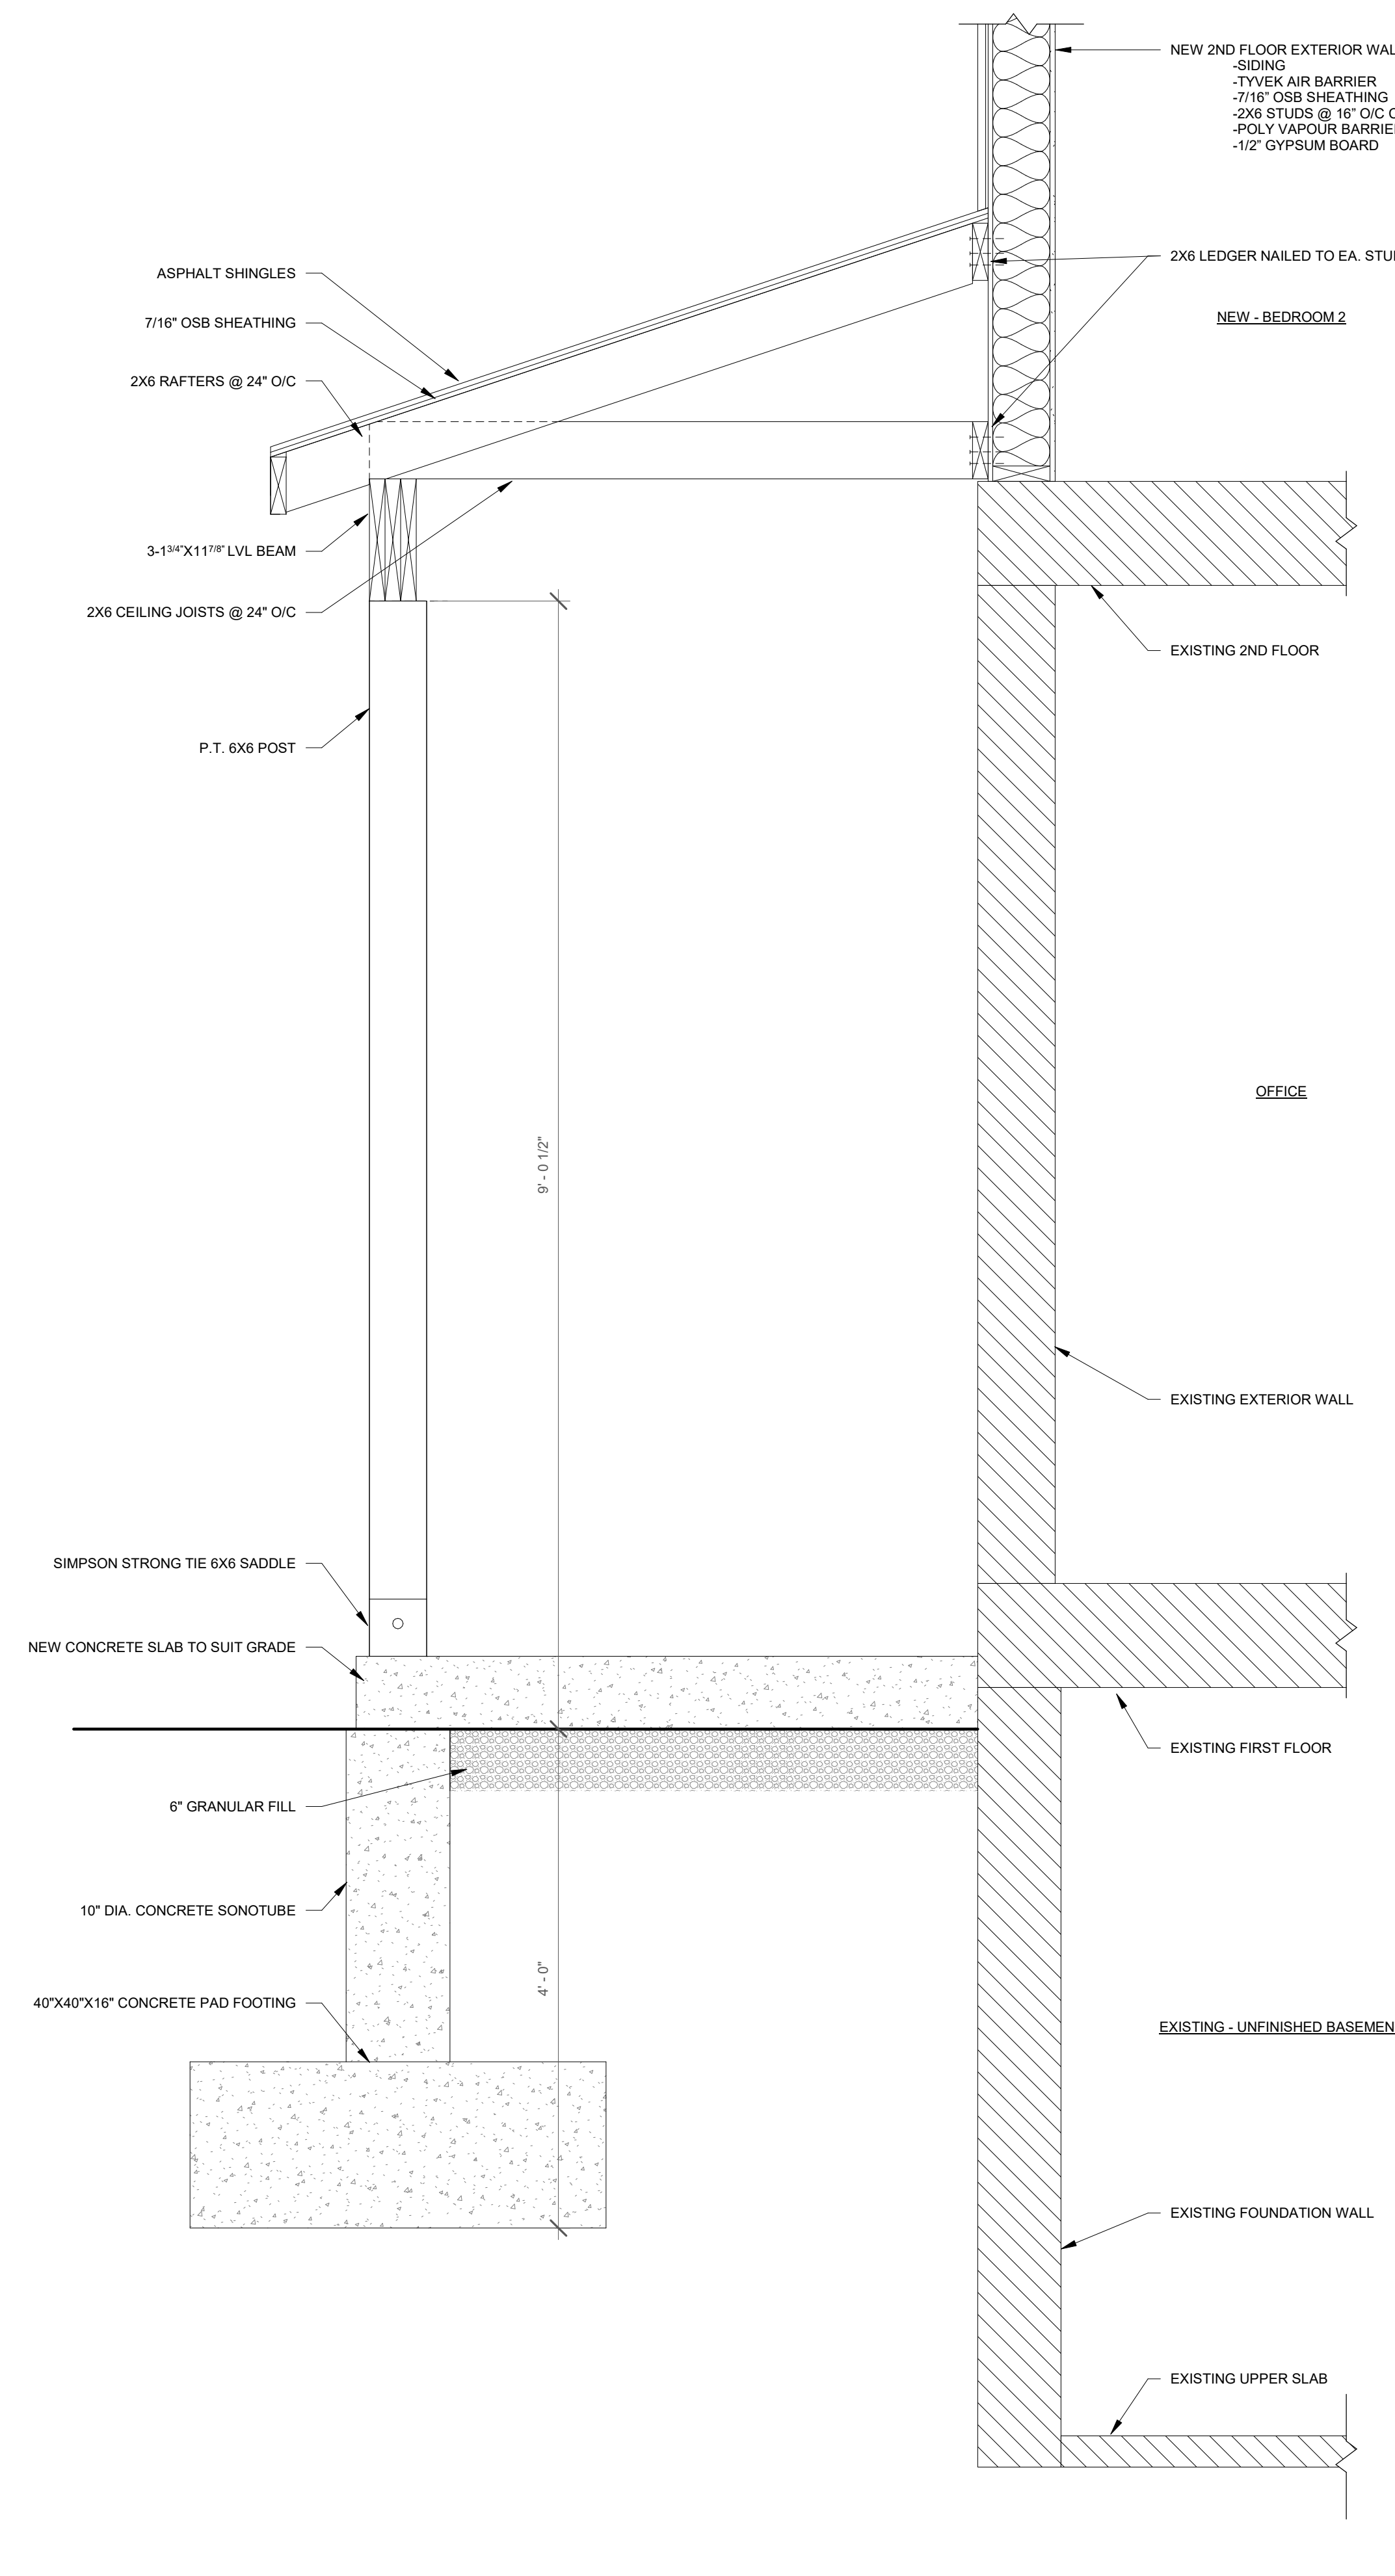 NEW 2ND FLOOR EXTERIOR WAL
-SIDING
-TYVEK AIR BARRIER
-7/16" OSB SHEATHING
-2X6 STUDS @ 16" O/C
-POLY VAPOUR BARRIE
-1/2" GYPSUM BOARD
2X6 LEDGER NAILED TO EA. STU
ASPHALT SHINGLES
NEW - BEDROOM 2
7/16" OSB SHEATHING
2X6 RAFTERS @ 24" O/C
3-1 3/4"X11 7/8" LVL BEAM
2X6 CEILING JOISTS @ 24" O/C
EXISTING 2ND FLOOR
P.T. 6X6 POST
OFFICE
9' - 0 1/2"
EXISTING EXTERIOR WALL
SIMPSON STRONG TIE 6X6 SADDLE
NEW CONCRETE SLAB TO SUIT GRADE
EXISTING FIRST FLOOR
6" GRANULAR FILL
10" DIA. CONCRETE SONOTUBE
4' - 0"
40"X40"X16" CONCRETE PAD FOOTING
EXISTING - UNFINISHED BASEMEN
EXISTING FOUNDATION WALL
EXISTING UPPER SLAB